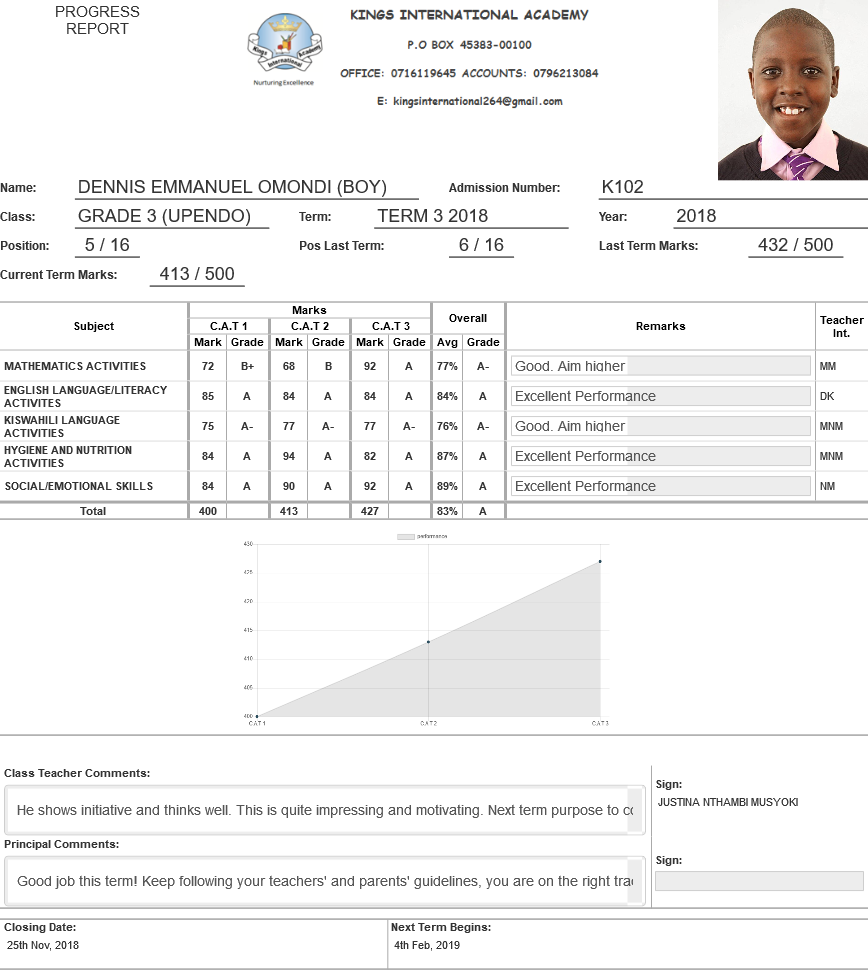 PROGRESS
REPORT
Kings International Academy
Nurturing Excellence
KINGS INTERNATIONAL ACADEMY
P.O BOX 45383-00100
OFFICE: 0716119645 ACCOUNTS: 0796213084
E: kingsinternational264@gmail.com
Name: DENNIS EMMANUEL OMONDI (BOY) Admission Number: K102
Class: GRADE 3 (UPENDO) Term: TERM 3 2018 Year: 2018
Position: 5 / 16 Pos Last Term: 6 / 16 Last Term Marks: 432 / 500
Current Term Marks: 413 / 500
Subject Marks Overall Remarks Teacher Int.
C.A.T 1 C.A.T 2 C.A.T 3
Mark Grade Mark Grade Mark Grade Avg Grade
MATHEMATICS ACTIVITIES 72 B+ 68 B 92 A 77% A- Good. Aim higher MM
ENGLISH LANGUAGE/LITERACY ACTIVITES 85 A 84 A 84 A 84% A Excellent Performance DK
KISWAHILI LANGUAGE ACTIVITIES 75 A- 77 A- 77 A- 76% A- Good. Aim higher MNM
HYGIENE AND NUTRITION ACTIVITIES 84 A 94 A 82 A 87% A Excellent Performance MNM
SOCIAL/EMOTIONAL SKILLS 84 A 90 A 92 A 89% A Excellent Performance NM
Total 400 413 427 83% A
performance
430
425
420
415
410
405
400
CAT1 CAT2 CAT3
Class Teacher Comments:
He shows initiative and thinks well. This is quite impressing and motivating. Next term purpose to
Sign:
JUSTINA NTHAMBI MUSYOKI
Principal Comments:
Good job this term! Keep following your teachers' and parents' guidelines, you are on the right
Sign:
Closing Date: Next Term Begins:
25th Nov, 2018 4th Feb, 2019